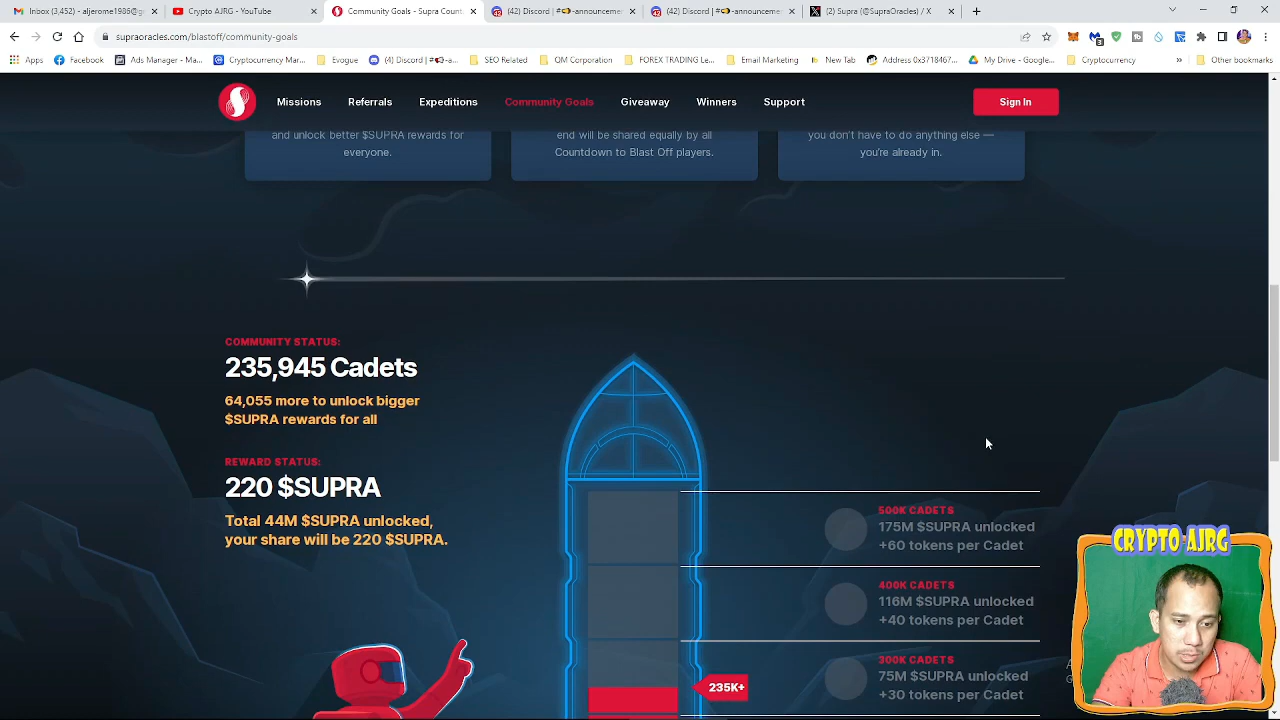 Inbox (3,452) - ajerome1986@
Crypto AJRG - YouTube
Community Goals - Supra Count
(42) Discord | #📢-announcemen
(42) Discord | #📢-announcemen
(2) Supra (@SupraOracles) / X
supraoracles.com/blastoff/community-goals
Apps
Facebook
Ads Manager - Ma...
Evogue
(4) Discord | #📢-a...
SEO Related
QM Corporation
FOREX TRADING Le...
Email Marketing
New Tab
Address 03718467...
My Drive - Google...
Cryptocurrency
»
Other bookmarks
Missions
Referrals
Expeditions
Community Goals
Giveaway
Winners
Support
Sign In
and unlock better $SUPRA rewards for
everyone.
end will be shared equally by all
Countdown to Blast Off players.
you don't have to do anything else —
you're already in.
COMMUNITY STATUS:
235,945 Cadets
64,055 more to unlock bigger
$SUPRA rewards for all
REWARD STATUS:
220 $SUPRA
Total 44M $SUPRA unlocked,
your share will be 220 $SUPRA.
500K CADETS
175M $SUPRA unlocked
+60 tokens per Cadet
400K CADETS
116M $SUPRA unlocked
+40 tokens per Cadet
300K CADETS
75M $SUPRA unlocked
+30 tokens per Cadet
235K+
CRYPTO AJRG